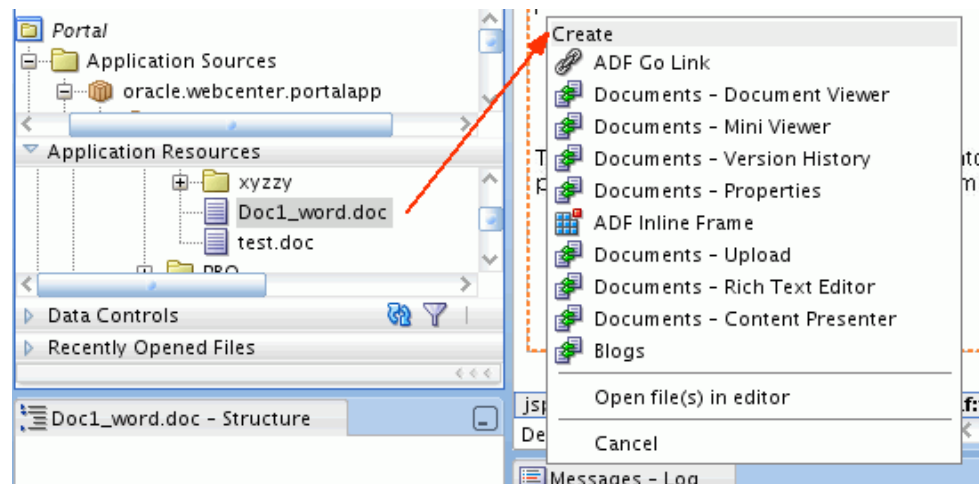 Portal
Application Sources
oracle.webcenter.portalapp
Application Resources
xyzzy
Doc1_word.doc
test.doc
Data Controls
Recently Opened Files
Doc1_word.doc - Structure
Create
ADF Go Link
Documents - Document Viewer
Documents - Mini Viewer
Documents - Version History
Documents - Properties
ADF Inline Frame
Documents - Upload
Documents - Rich Text Editor
Documents - Content Presenter
Blogs
Open file(s) in editor
Cancel
Messages - Log